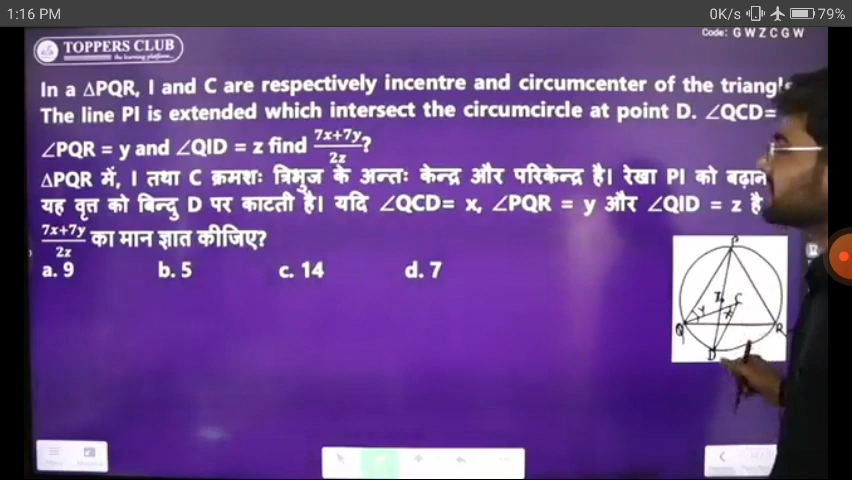 1:16 PM 0K/s 79%
TOPPERS CLUB
the learning platform...
Code: G W Z C G W
In a ΔPQR, I and C are respectively incentre and circumcenter of the
The line PI is extended which intersect the circumcircle at point D. ∠QCD=
∠PQR = y and ∠QID = z find 7x+7y/2z?
ΔPQR में, I तथा C क्रमशः त्रिभुज के अन्तः केन्द्र और परिकेन्द्र है। रेखा PI को
यह वृत्त को बिन्दु D पर काटती है। यदि ∠QCD= x, ∠PQR = y और ∠QID = z है
7x+7y/2z का मान ज्ञात कीजिए?
a. 9 b. 5 c. 14 d. 7
P
I C
Y x
Q R
D